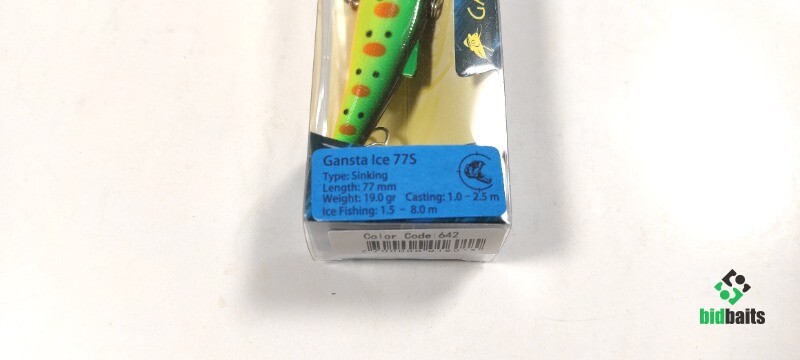 GA
Gansta Ice 77S
Type: Sinking
Length: 77 mm
Weight: 19.0 gr Casting: 1.0 - 2.5 m
Ice Fishing: 1.5 - 8.0 m
Color Code:642
bidbaits